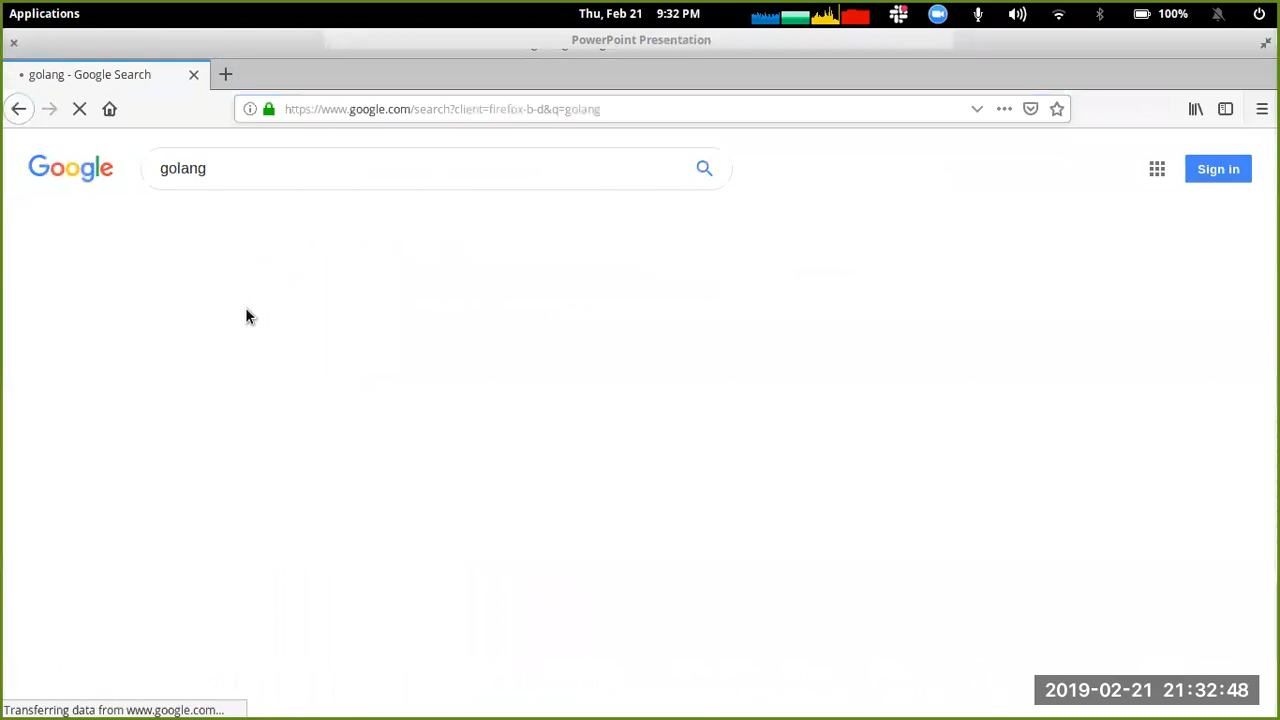 Applications
Thu, Feb 21 9:32 PM
100%
PowerPoint Presentation
golang - Google Search
https://www.google.com/search?client=firefox-b-d&q=golang
Google
golang
Sign in
2019-02-21 21:32:48
Transferring data from www.google.com...